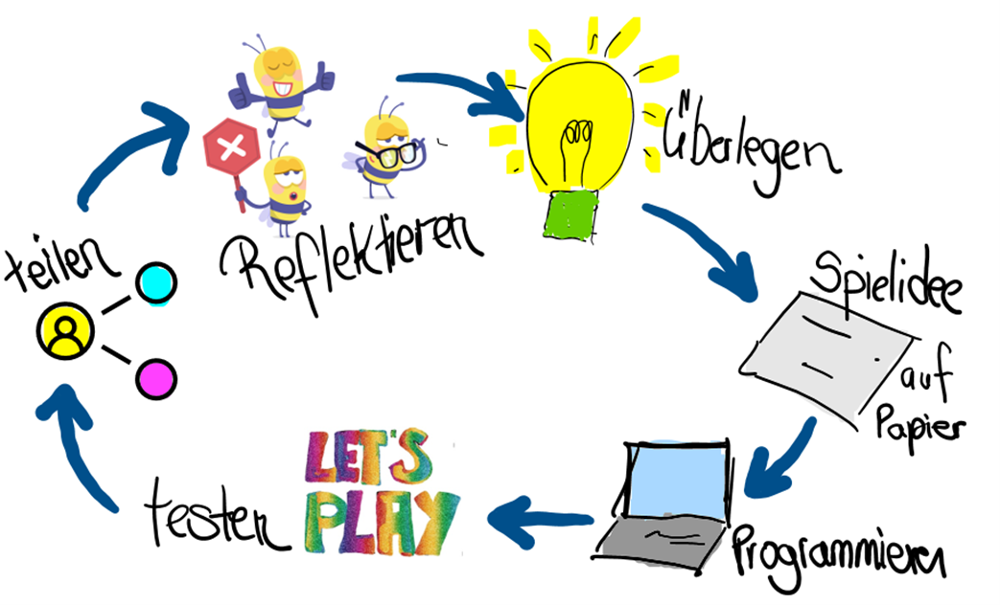 Überlegen
Spielidee
auf
Papier
Programmieren
LET'S
PLAY
testen
teilen
Reflektieren